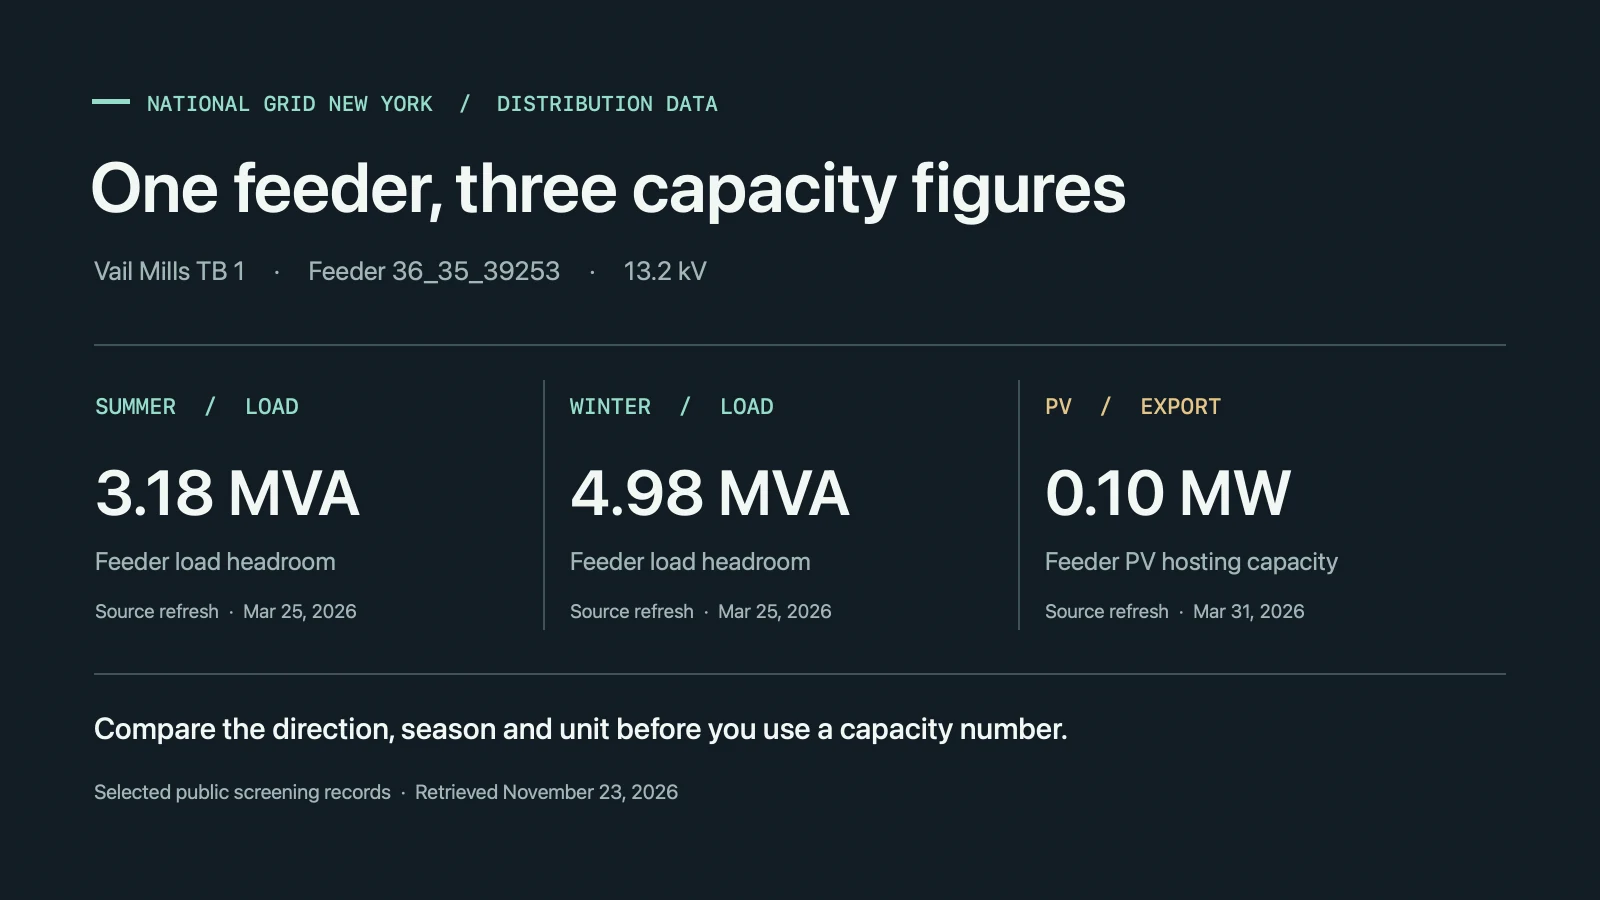 NATIONAL GRID NEW YORK / DISTRIBUTION DATA
One feeder, three capacity figures
Vail Mills TB 1 · Feeder 36_35_39253 · 13.2 kV
SUMMER / LOAD
3.18 MVA
Feeder load headroom
Source refresh · Mar 25, 2026
WINTER / LOAD
4.98 MVA
Feeder load headroom
Source refresh · Mar 25, 2026
PV / EXPORT
0.10 MW
Feeder PV hosting capacity
Source refresh · Mar 31, 2026
Compare the direction, season and unit before you use a capacity number.
Selected public screening records · Retrieved November 23, 2026